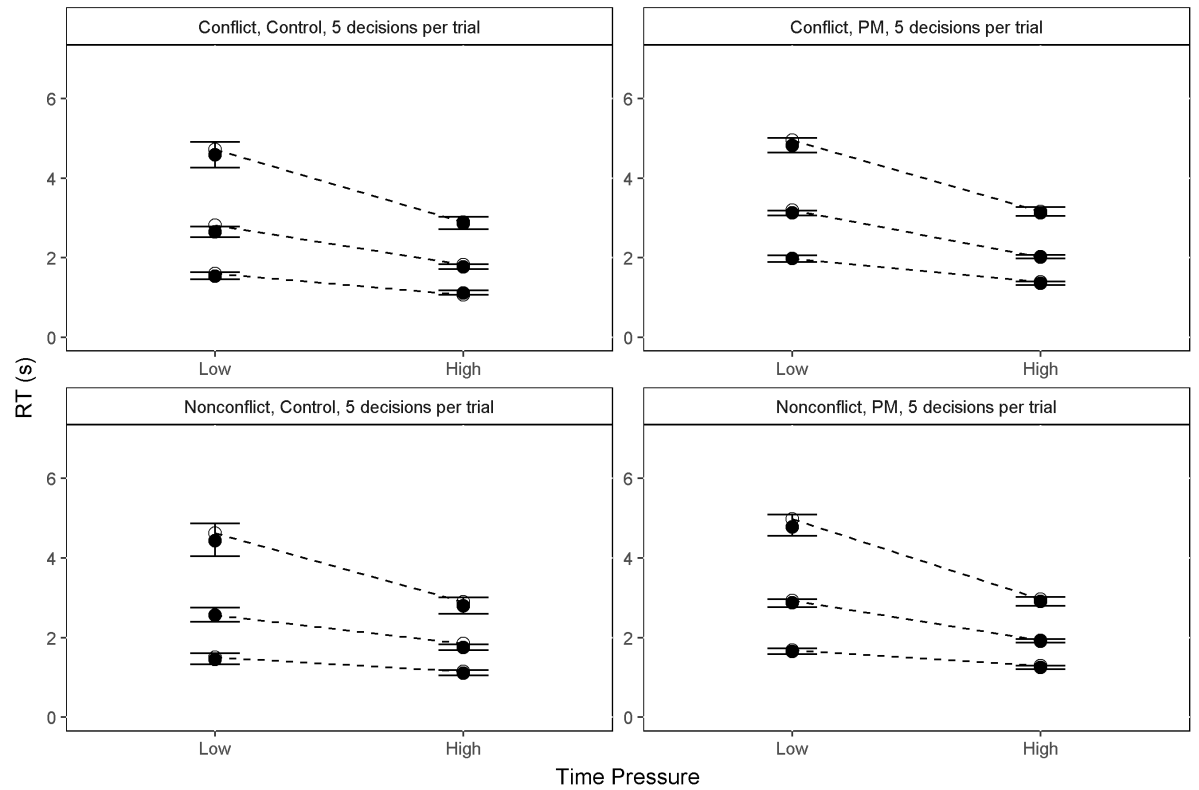 Conflict, Control, 5 decisions per trial
Conflict, PM, 5 decisions per trial
6
4
2
0
6
4
2
0
Low
High
Low
High
RT (s)
Nonconflict, Control, 5 decisions per trial
Nonconflict, PM, 5 decisions per trial
6
4
2
0
6
4
2
0
Low
High
Low
High
Time Pressure